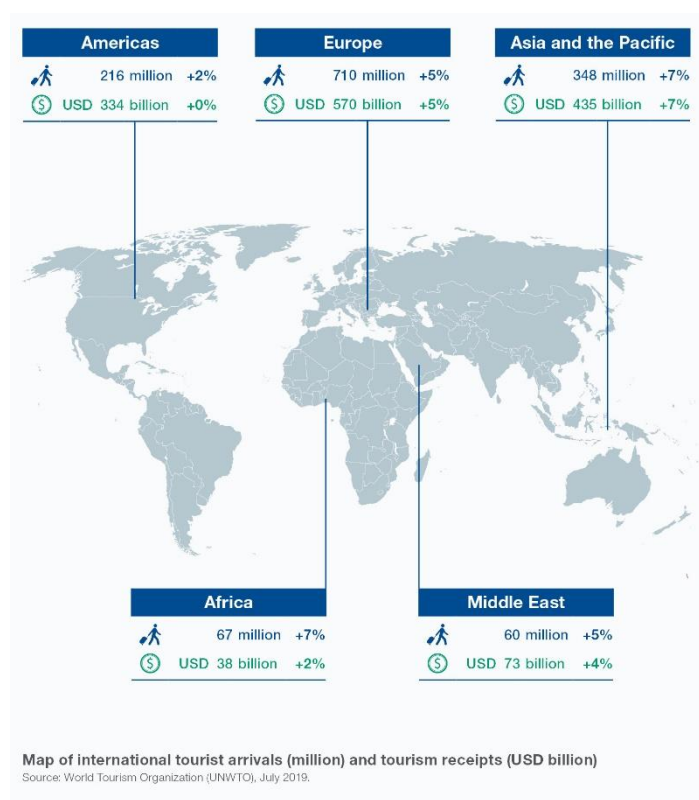 Americas
216 million +2%
USD 334 billion +0%
Europe
710 million +5%
USD 570 billion +5%
Asia and the Pacific
348 million +7%
USD 435 billion +7%
Africa
67 million +7%
USD 38 billion +2%
Middle East
60 million +5%
USD 73 billion +4%
Map of international tourist arrivals (million) and tourism receipts (USD billion)
Source: World Tourism Organization (UNWTO), July 2019.